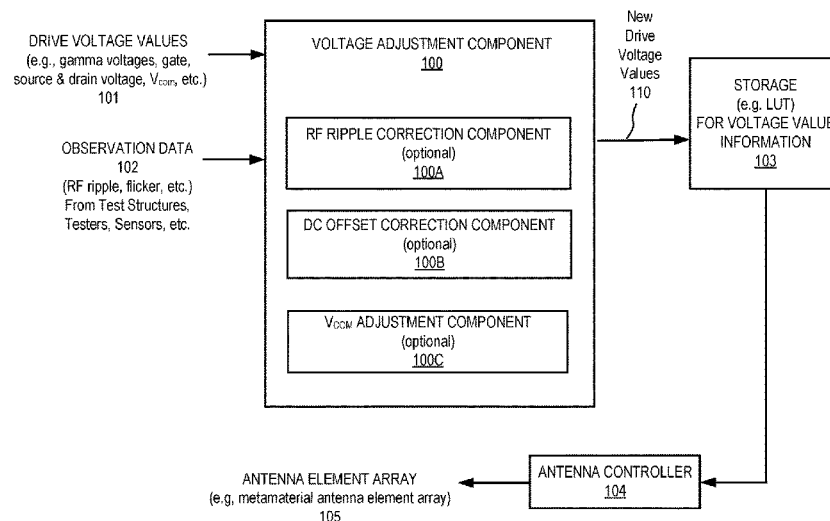 DRIVE VOLTAGE VALUES
(e.g., gamma voltages, gate,
source & drain voltage, Vcom, etc.)
101
OBSERVATION DATA
102
(RF ripple, flicker, etc.)
From Test Structures,
Testers, Sensors, etc.
VOLTAGE ADJUSTMENT COMPONENT
100
RF RIPPLE CORRECTION COMPONENT
(optional)
100A
DC OFFSET CORRECTION COMPONENT
(optional)
100B
VCOM ADJUSTMENT COMPONENT
(optional)
100C
New
Drive
Voltage
Values
110
STORAGE
(e.g. LUT)
FOR VOLTAGE VALUE
INFORMATION
103
ANTENNA CONTROLLER
104
ANTENNA ELEMENT ARRAY
(e.g, metamaterial antenna element array)
105